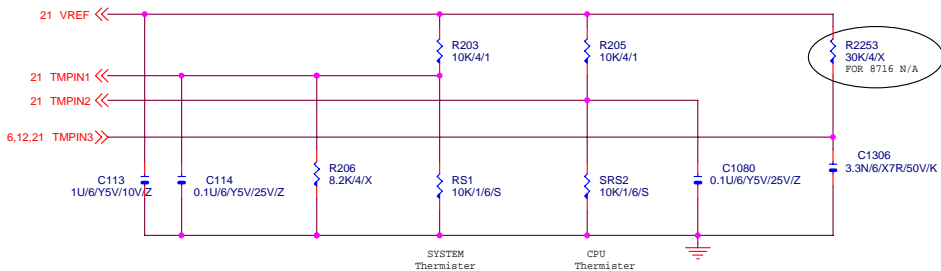 21 VREF
R203
10K/4/1
R205
10K/4/1
R2253
30K/4/X
FOR 8716 N/A
21 TMPIN1
21 TMPIN2
6,12,21 TMPIN3
C113
1U/6/Y5V/10V/Z
C114
0.1U/6/Y5V/25V/Z
R206
8.2K/4/X
RS1
10K/1/6/S
SRS2
10K/1/6/S
C1080
0.1U/6/Y5V/25V/Z
C1306
3.3N/6/X7R/50V/K
SYSTEM
Thermister
CPU
Thermister